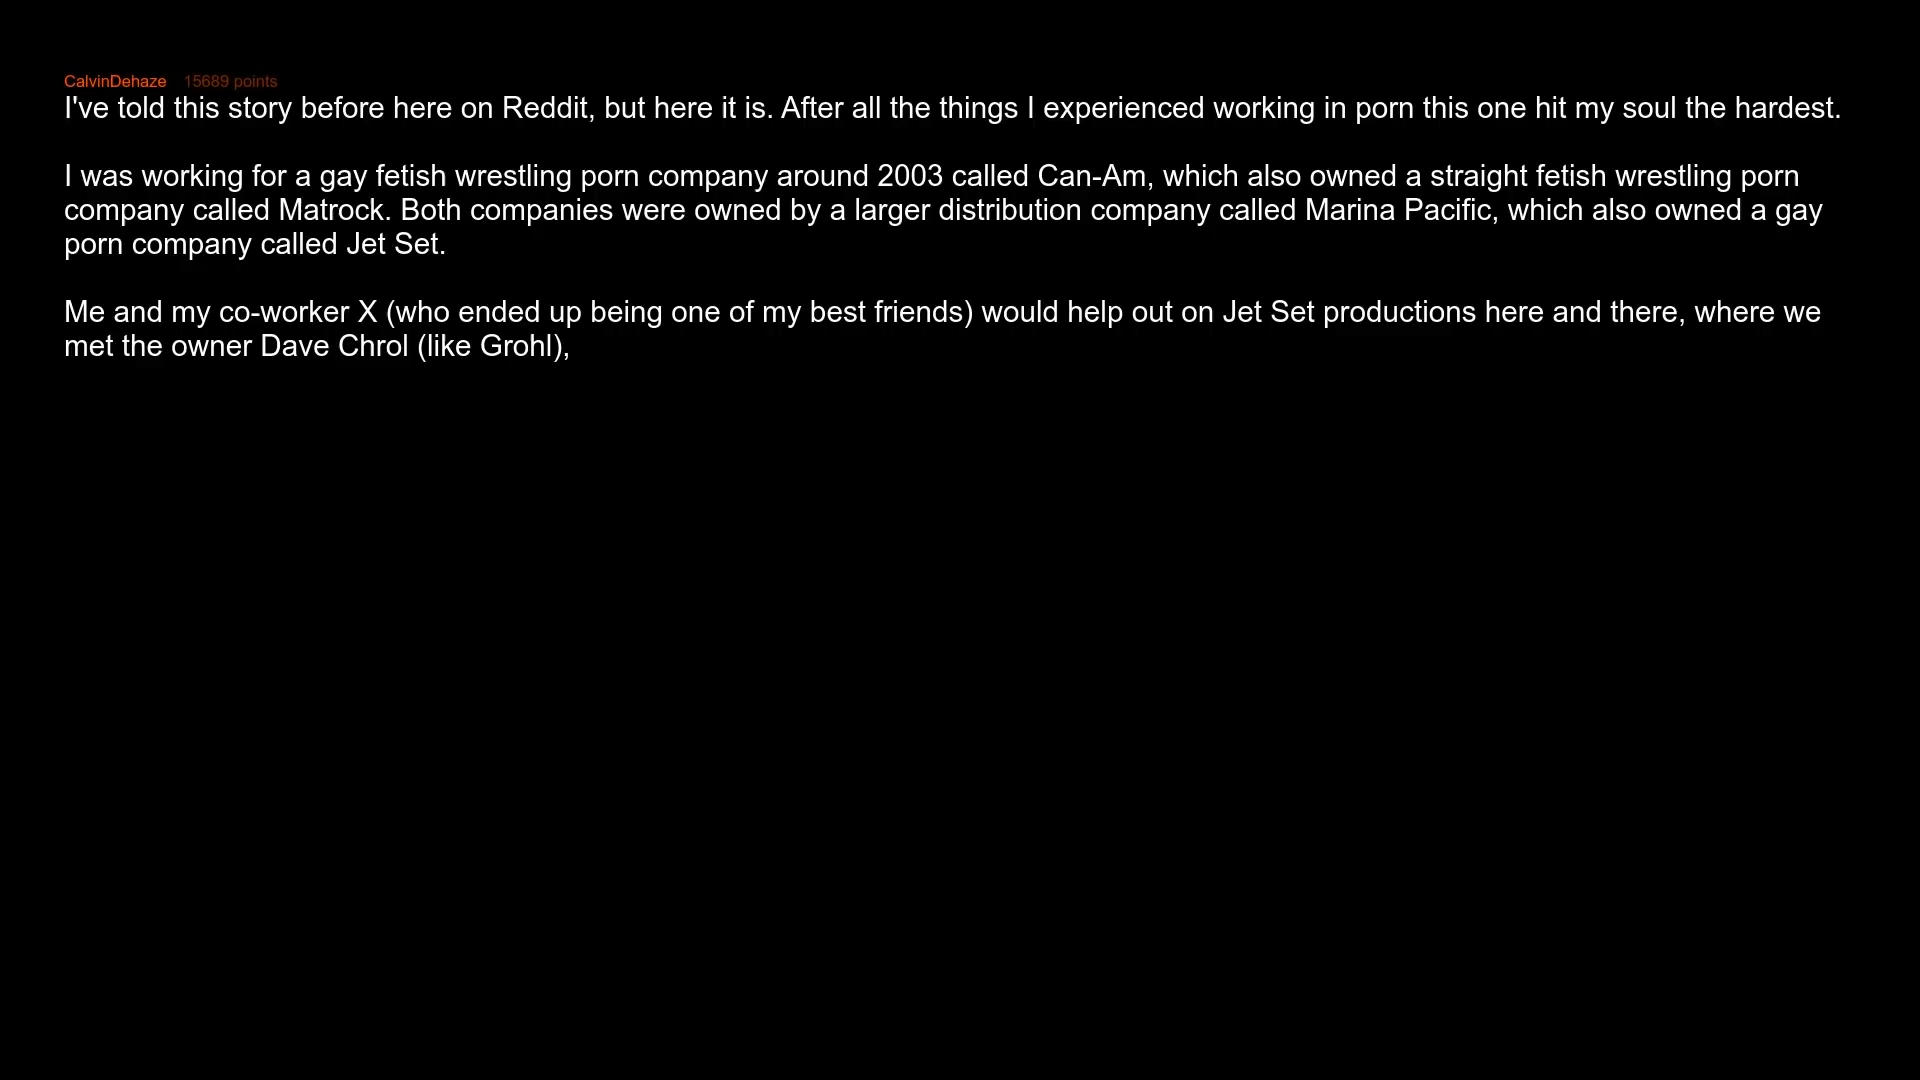 CalvinDehaze 15689 points
I've told this story before here on Reddit, but here it is. After all the things I experienced working in porn this one hit my soul the hardest.
I was working for a gay fetish wrestling porn company around 2003 called Can-Am, which also owned a straight fetish wrestling porn
company called Matrock. Both companies were owned by a larger distribution company called Marina Pacific, which also owned a gay
porn company called Jet Set.
Me and my co-worker X (who ended up being one of my best friends) would help out on Jet Set productions here and there, where we
met the owner Dave Chrol (like Grohl),